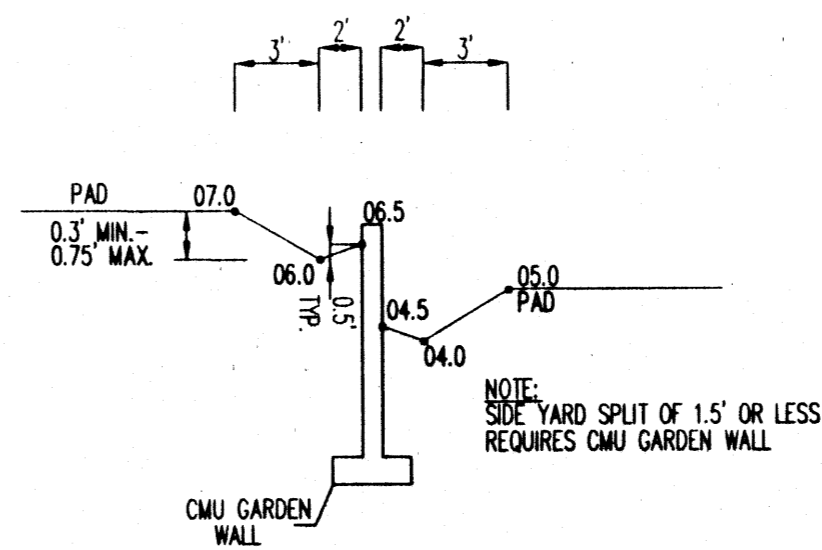 3'
2'
2'
3'
PAD
07.0
0.3' MIN.-
0.75' MAX.
06.0
0.5'
TYP.
06.5
04.5
04.0
05.0
PAD
NOTE:
SIDE YARD SPLIT OF 1.5' OR LESS
REQUIRES CMU GARDEN WALL
CMU GARDEN
WALL